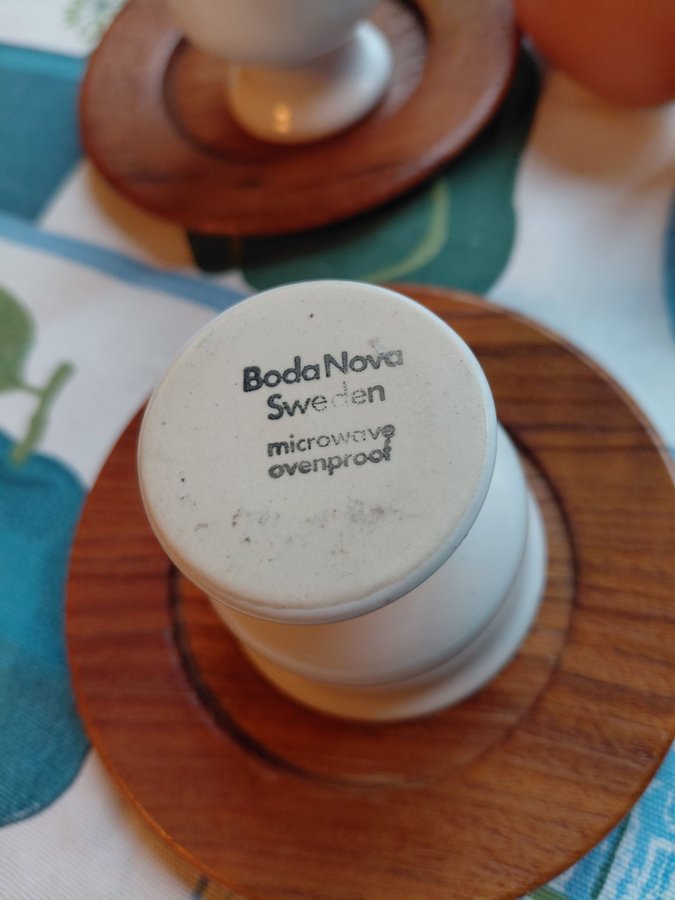 Boda Nova
Sweden
microwave
ovenproof